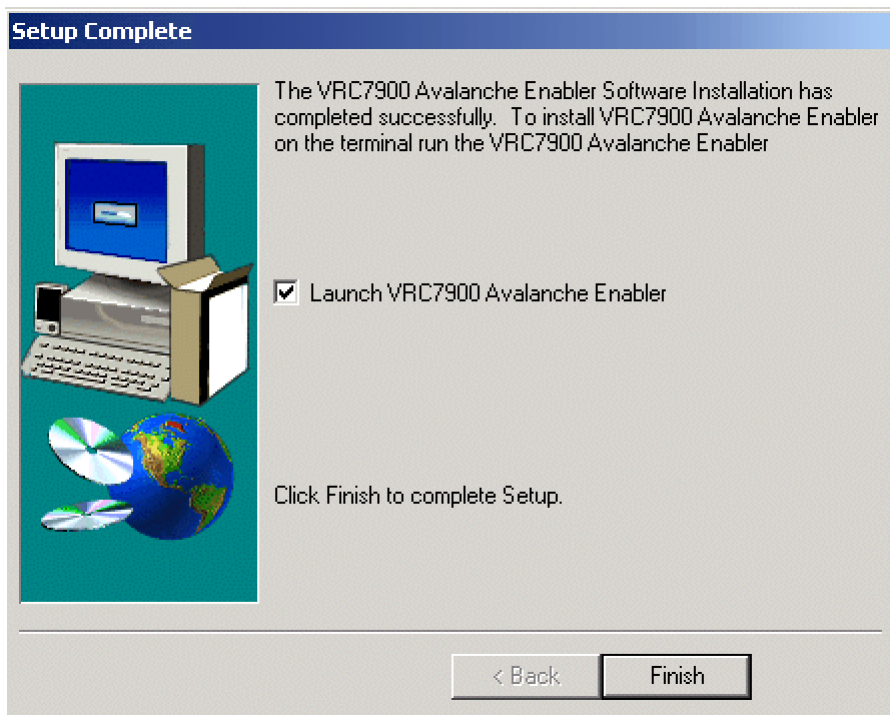 Setup Complete
The VRC7900 Avalanche Enabler Software Installation has
completed successfully.  To install VRC7900 Avalanche Enabler
on the terminal run the VRC7900 Avalanche Enabler
Launch VRC7900 Avalanche Enabler
Click Finish to complete Setup.
< Back
Finish